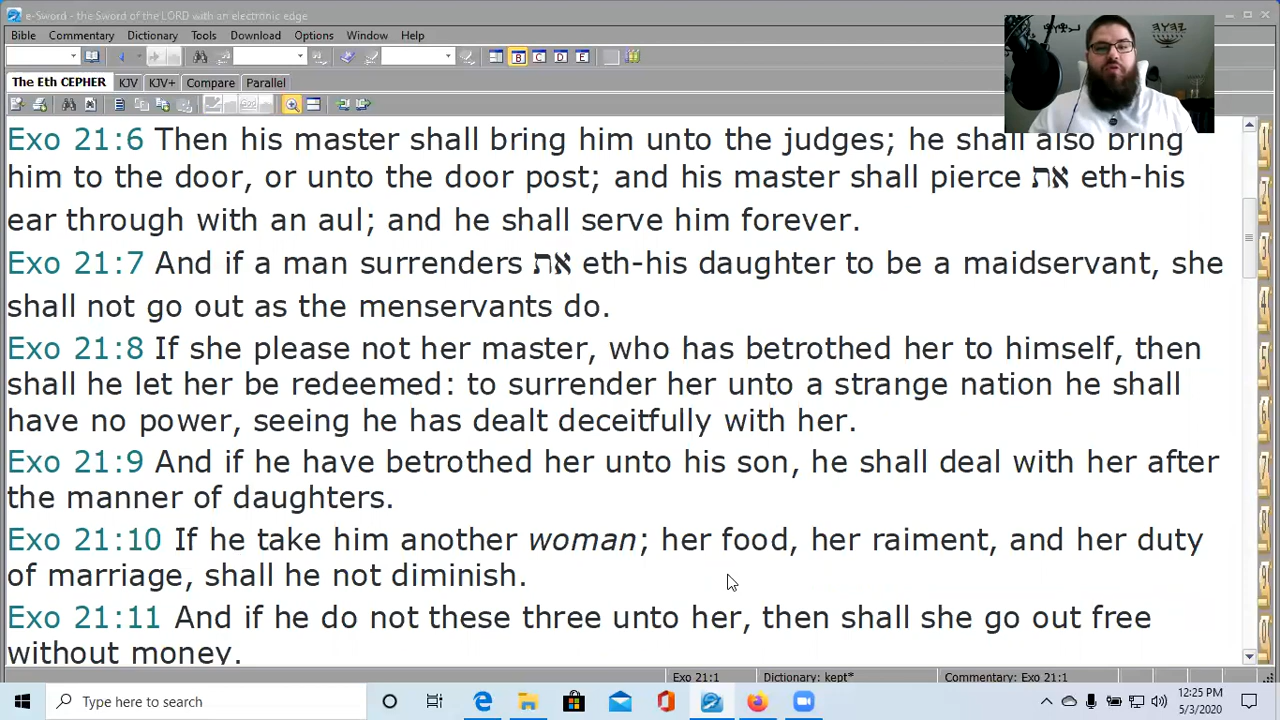 e-Sword - the Sword of the LORD with an electronic edge
Bible Commentary Dictionary Tools Download Options Window Help
B C D E
The Eth CEPHER KJV KJV+ Compare Parallel
Exo 21:6 Then his master shall bring him unto the judges; he shall also bring
him to the door, or unto the door post; and his master shall pierce את eth-his
ear through with an aul; and he shall serve him forever.
Exo 21:7 And if a man surrenders את eth-his daughter to be a maidservant, she
shall not go out as the menservants do.
Exo 21:8 If she please not her master, who has betrothed her to himself, then
shall he let her be redeemed: to surrender her unto a strange nation he shall
have no power, seeing he has dealt deceitfully with her.
Exo 21:9 And if he have betrothed her unto his son, he shall deal with her after
the manner of daughters.
Exo 21:10 If he take him another woman; her food, her raiment, and her duty
of marriage, shall he not diminish.
Exo 21:11 And if he do not these three unto her, then shall she go out free
without money.
Exo 21:1 Dictionary: kept* Commentary: Exo 21:1
Type here to search
12:25 PM
5/3/2020